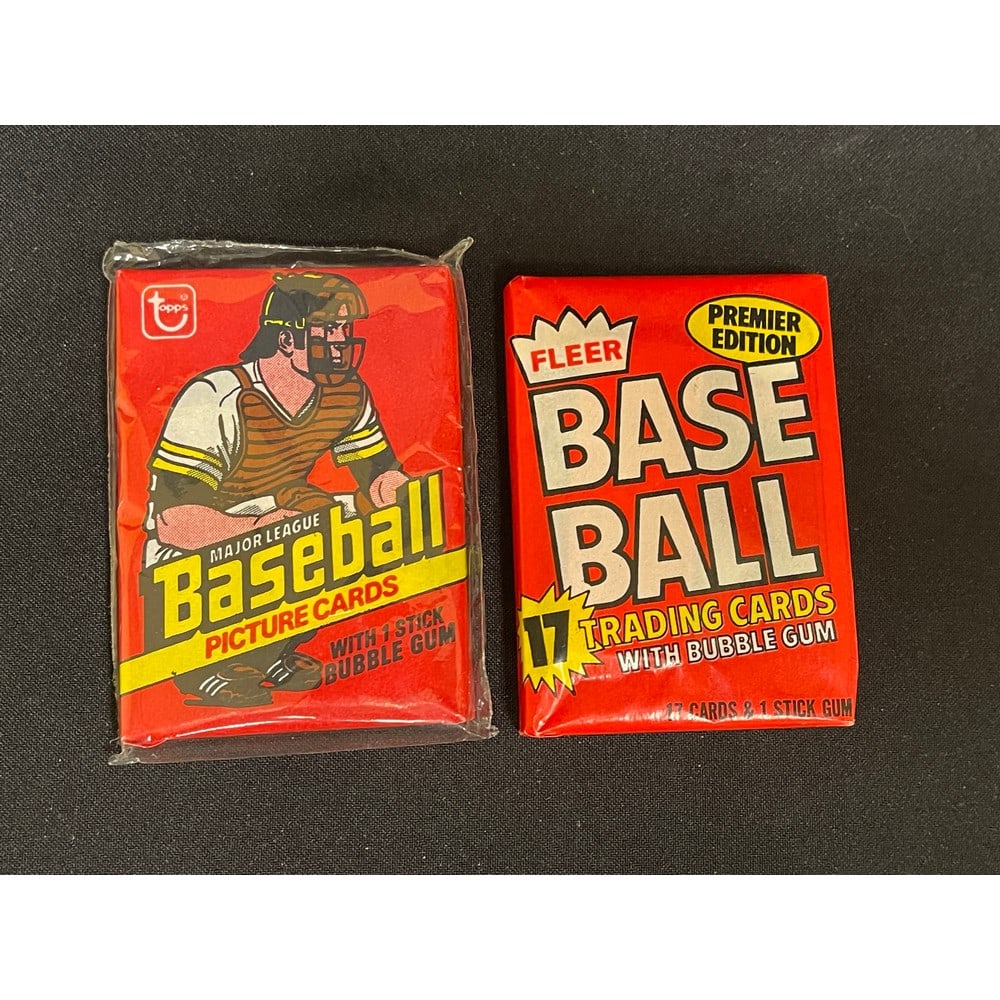 topps®
MAJOR LEAGUE
Baseball
PICTURE CARDS
WITH 1 STICK
BUBBLE GUM
FLEER
PREMIER
EDITION
BASE
BALL
17 TRADING CARDS
WITH BUBBLE GUM
17 CARDS & 1 STICK GUM